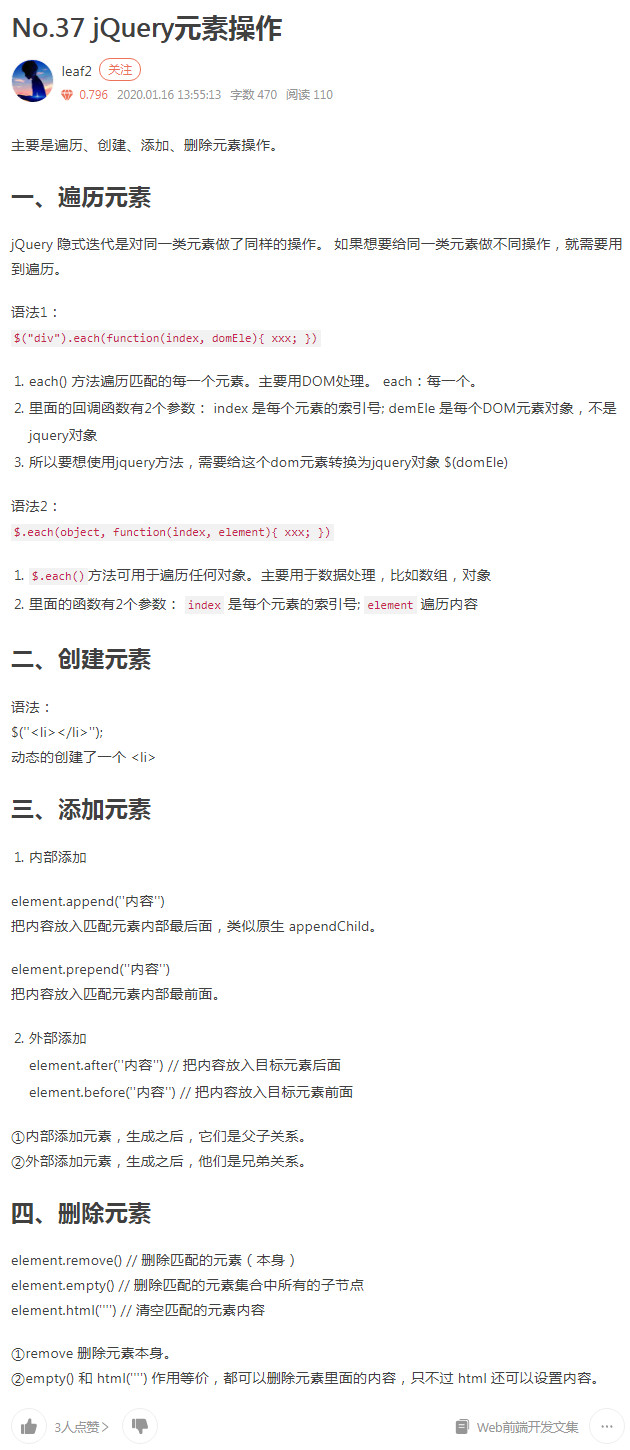 No.37 jQuery元素操作
leaf2 关注
0.796 2020.01.16 13:55:13 字数 470 阅读 110
主要是遍历、创建、添加、删除元素操作。
一、遍历元素
jQuery 隐式迭代是对同一类元素做了同样的操作。 如果想要给同一类元素做不同操作，就需要用
到遍历。
语法1：
$("div").each(function(index, domEle){ xxx; })
1. each() 方法遍历匹配的每一个元素。主要用DOM处理。 each：每一个。
2. 里面的回调函数有2个参数： index 是每个元素的索引号; demEle 是每个DOM元素对象，不是
jquery对象
3. 所以要想使用jquery方法，需要给这个dom元素转换为jquery对象 $(domEle)
语法2：
$.each(object, function(index, element){ xxx; })
1. $.each()方法可用于遍历任何对象。主要用于数据处理，比如数组，对象
2. 里面的函数有2个参数： index 是每个元素的索引号; element 遍历内容
二、创建元素
语法：
$(''<li></li>'');
动态的创建了一个 <li>
三、添加元素
1. 内部添加
element.append(''内容'')
把内容放入匹配元素内部最后面，类似原生 appendChild。
element.prepend(''内容'')
把内容放入匹配元素内部最前面。
2. 外部添加
element.after(''内容'') // 把内容放入目标元素后面
element.before(''内容'') // 把内容放入目标元素前面
①内部添加元素，生成之后，它们是父子关系。
②外部添加元素，生成之后，他们是兄弟关系。
四、删除元素
element.remove() // 删除匹配的元素（本身）
element.empty() // 删除匹配的元素集合中所有的子节点
element.html('''') // 清空匹配的元素内容
①remove 删除元素本身。
②empty() 和 html('''') 作用等价，都可以删除元素里面的内容，只不过 html 还可以设置内容。
3人点赞> Web前端开发文集 ···